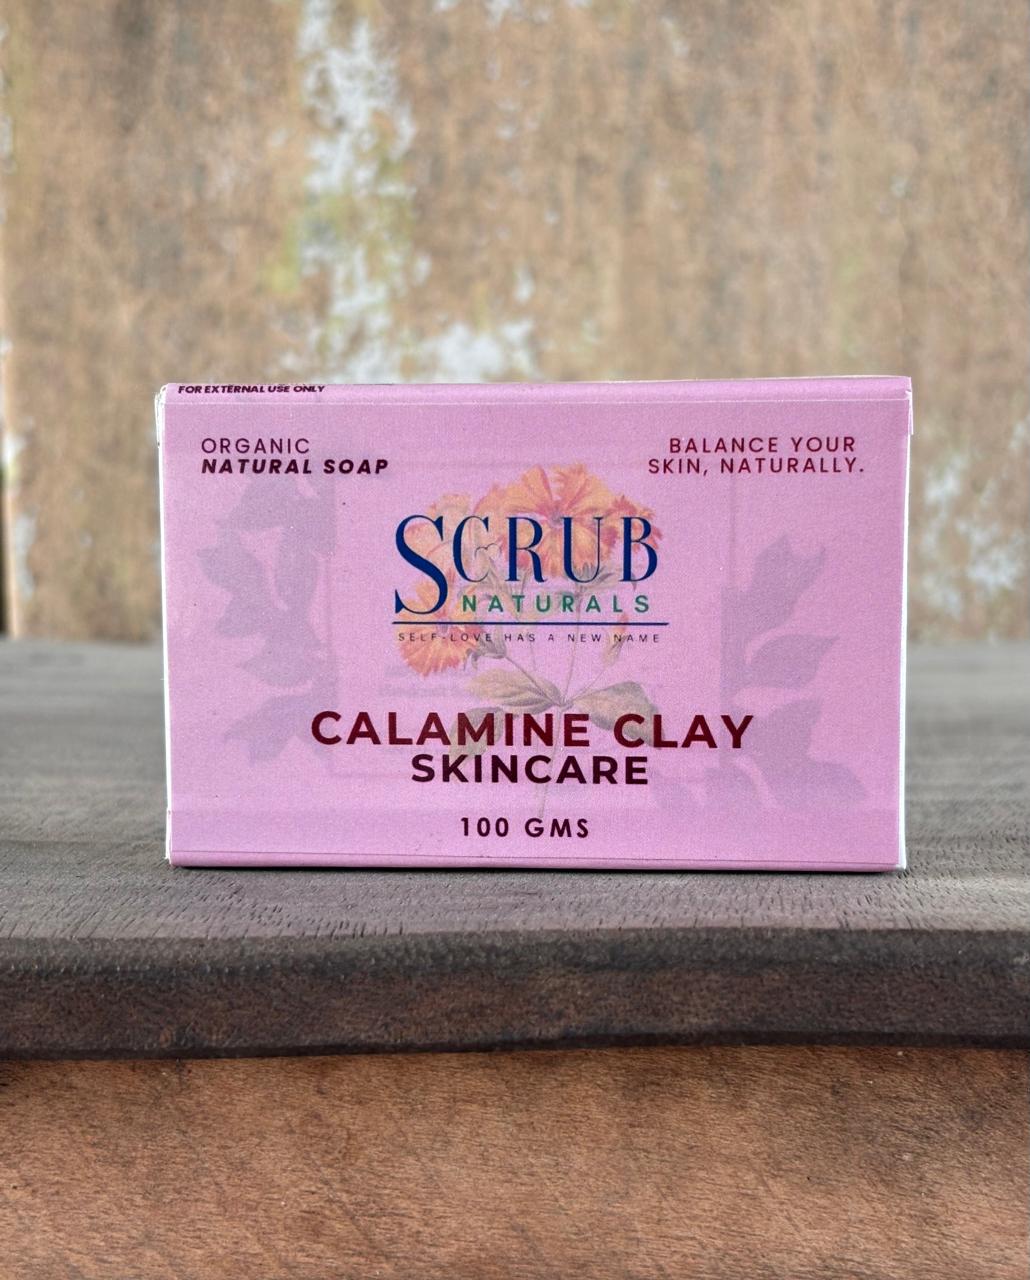 FOR EXTERNAL USE ONLY
ORGANIC
NATURAL SOAP
BALANCE YOUR
SKIN, NATURALLY.
SCRUB
NATURALS
SELF-LOVE HAS A NEW NAME
CALAMINE CLAY
SKINCARE
100 GMS